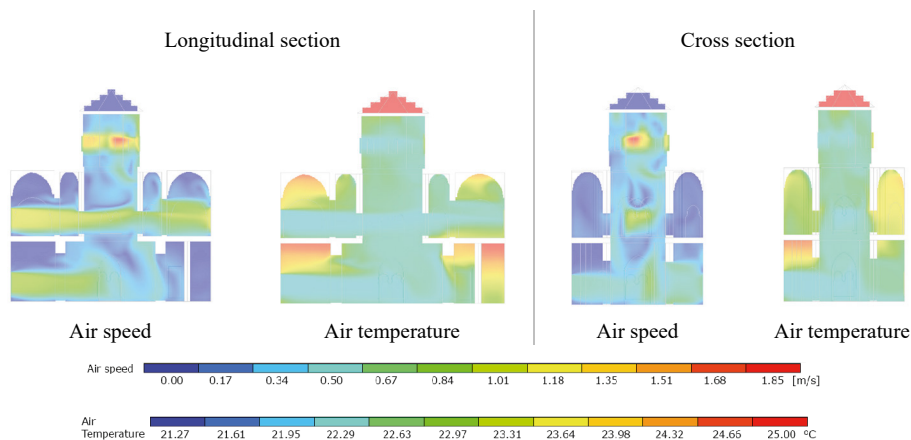 Longitudinal section
Cross section
Air speed
Air temperature
Air speed
Air temperature
Air speed
0.00 0.17 0.34 0.50 0.67 0.84 1.01 1.18 1.35 1.51 1.68 1.85 [m/s]
Air
Temperature
21.27 21.61 21.95 22.29 22.63 22.97 23.31 23.64 23.98 24.32 24.65 25.00 ºC